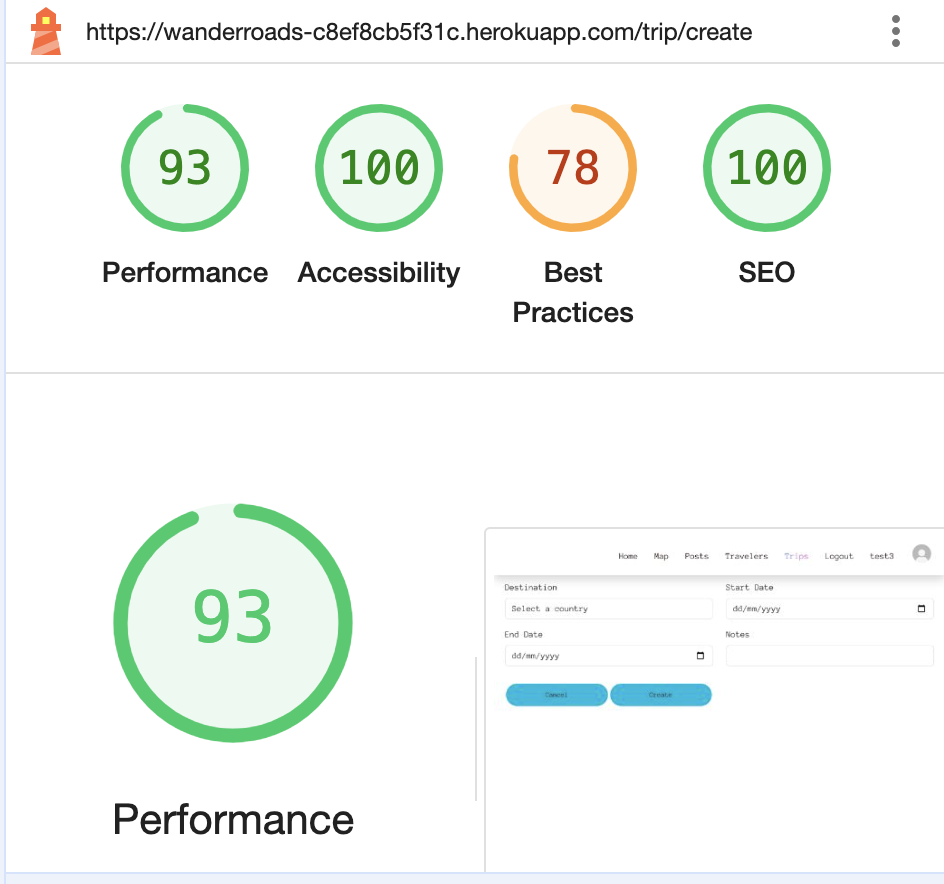 https://wanderroads-c8ef8cb5f31c.herokuapp.com/trip/create
93
100
78
100
Performance
Accessibility
Best
Practices
SEO
93
Performance
Home Map Posts Travelers Trips Logout test3
Destination
Start Date
Select a country
dd/mm/yyyy
End Date
Notes
dd/mm/yyyy
Cancel
Create